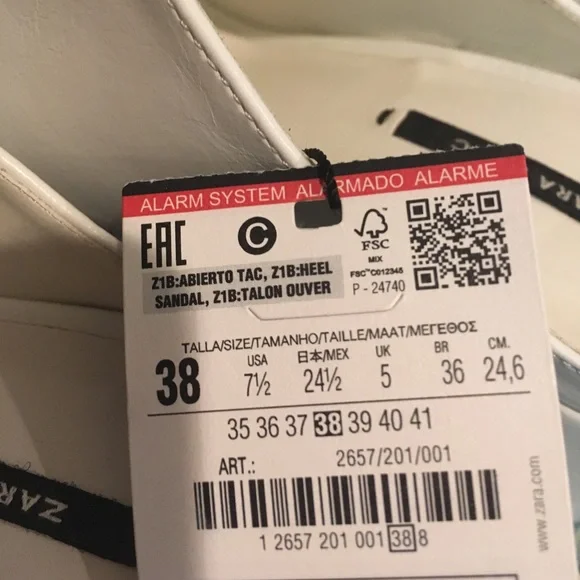 ALARM SYSTEM ALARMADO ALARME
EAC
C
FSC
MIX
FSC™C012345
P - 24740
Z1B:ABIERTO TAC, Z1B:HEEL
SANDAL, Z1B:TALON OUVER
TALLA/SIZE/TAMANHO/TAILLE/MAAT/ΜΕΓΕΘΟΣ
USA 日本/MEX UK BR CM.
38 7½ 24½ 5 36 24,6
35 36 37 38 39 40 41
ART.: 2657/201/001
1 2657 201 001 38 8
www.zara.com
ZARA
ZARA